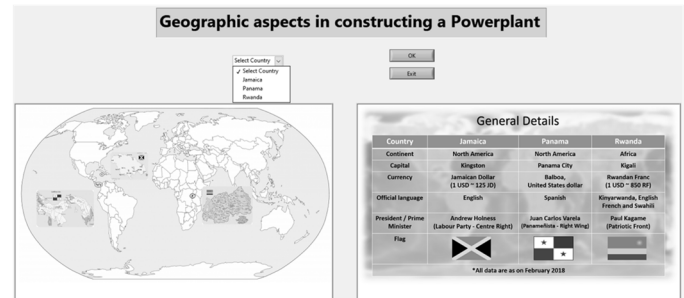 Geographic aspects in constructing a Powerplant
Select Country
✓ Select Country
Jamaica
Panama
Rwanda
OK
Exit
General Details
Country Jamaica Panama Rwanda
Continent North America North America Africa
Capital Kingston Panama City Kigali
Currency Jamaican Dollar Balboa, Rwandan Franc
(1 USD ~ 125 JD) United States dollar (1 USD ~ 850 RF)
Official language English Spanish Kinyarwanda, English
French and Swahili
President / Prime Andrew Holness Juan Carlos Varela Paul Kagame
Minister (Labour Party - Centre Right) (Panameñista - Right Wing) (Patriotic Front)
Flag
*All data are as on February 2018